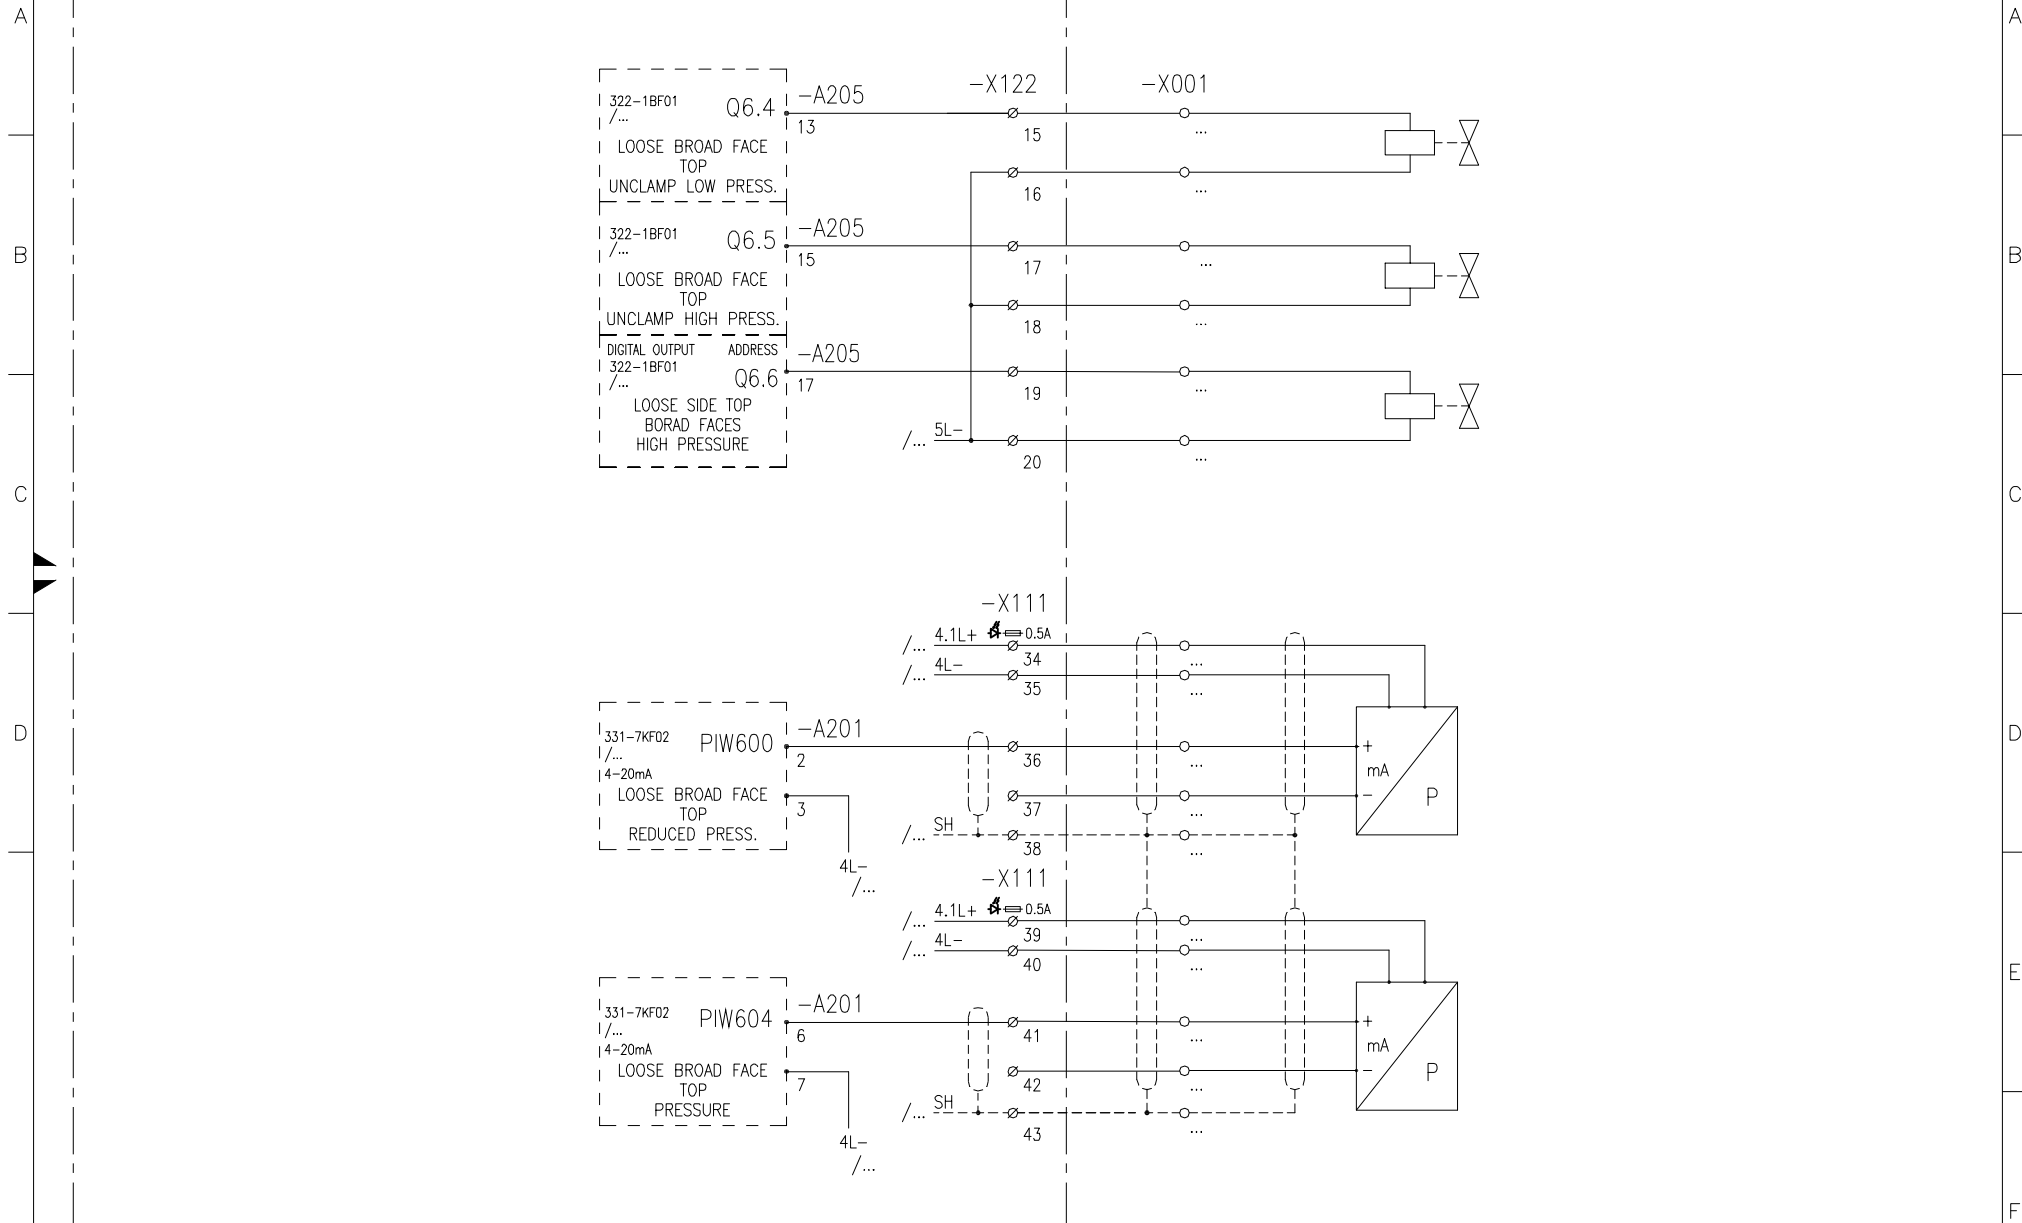 A
A
-X122
-X001
322-1BF01
/...
Q6.4
-A205
13
15
...
LOOSE BROAD FACE
TOP
UNCLAMP LOW PRESS.
16
...
322-1BF01
/...
Q6.5
-A205
15
17
...
B
B
LOOSE BROAD FACE
TOP
UNCLAMP HIGH PRESS.
18
...
DIGITAL OUTPUT
ADDRESS
322-1BF01
/...
Q6.6
-A205
17
19
...
LOOSE SIDE TOP
BORAD FACES
HIGH PRESSURE
/...
5L-
20
...
C
C
-X111
/...
4.1L+
0.5A
34
...
/...
4L-
35
...
D
D
331-7KF02
/...
4-20mA
PIW600
-A201
2
36
...
+
mA
-
P
LOOSE BROAD FACE
TOP
REDUCED PRESS.
3
37
...
/...
SH
38
...
4L-
/...
-X111
/...
4.1L+
0.5A
39
...
/...
4L-
40
...
E
E
331-7KF02
/...
4-20mA
PIW604
-A201
6
41
...
+
mA
-
P
LOOSE BROAD FACE
TOP
PRESSURE
7
42
...
/...
SH
43
...
4L-
/...
F